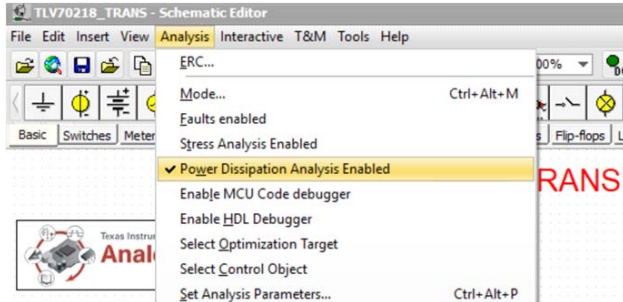 TLV70218_TRANS - Schematic Editor
File Edit Insert View Analysis Interactive T&M Tools Help
ERC...
00%
Mode... Ctrl+Alt+M
Faults enabled
Basic Switches Meter Flip-flops
Stress Analysis Enabled
Power Dissipation Analysis Enabled
RANS
Enable MCU Code debugger
Enable HDL Debugger
Texas Instru
Select Optimization Target
Anal
Select Control Object
Set Analysis Parameters... Ctrl+Alt+P